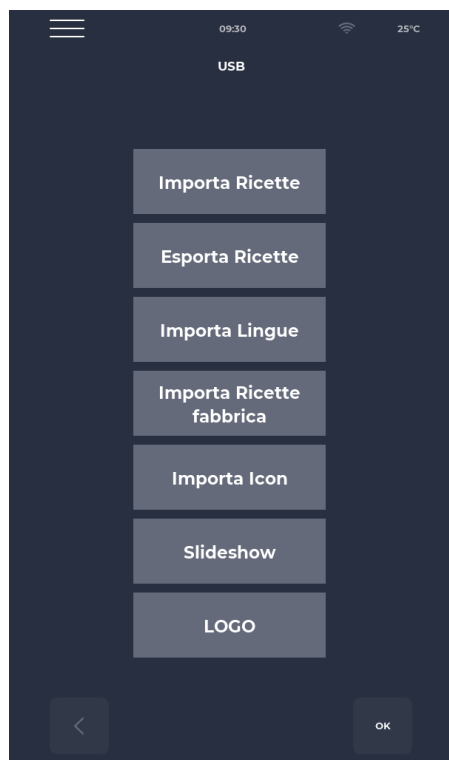 09:30
25°C
USB
Importa Ricette
Esporta Ricette
Importa Lingue
Importa Ricette
fabbrica
Importa Icon
Slideshow
LOGO
OK